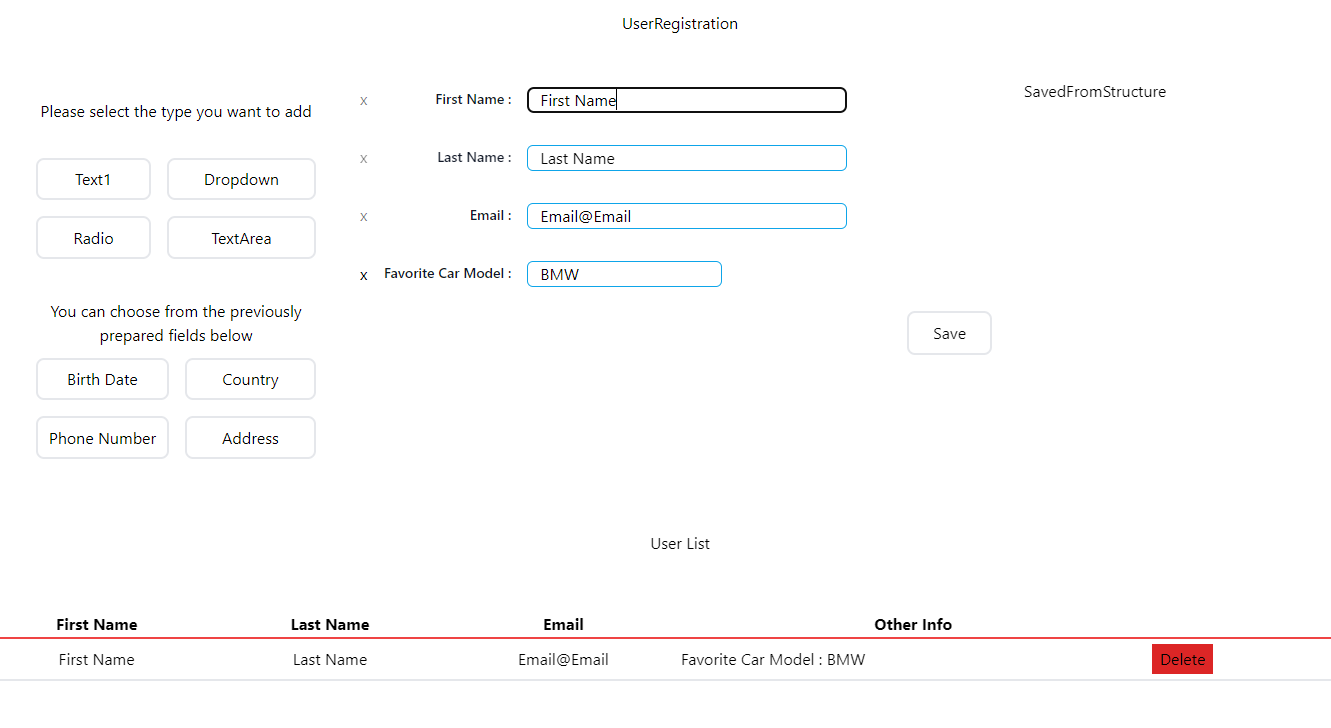 UserRegistration
Please select the type you want to add
Text1 Dropdown
Radio TextArea
You can choose from the previously
prepared fields below
Birth Date Country
Phone Number Address
x First Name : First Name
x Last Name : Last Name
x Email : Email@Email
x Favorite Car Model : BMW
Save
SavedFromStructure
User List
First Name Last Name Email Other Info
First Name Last Name Email@Email Favorite Car Model : BMW Delete